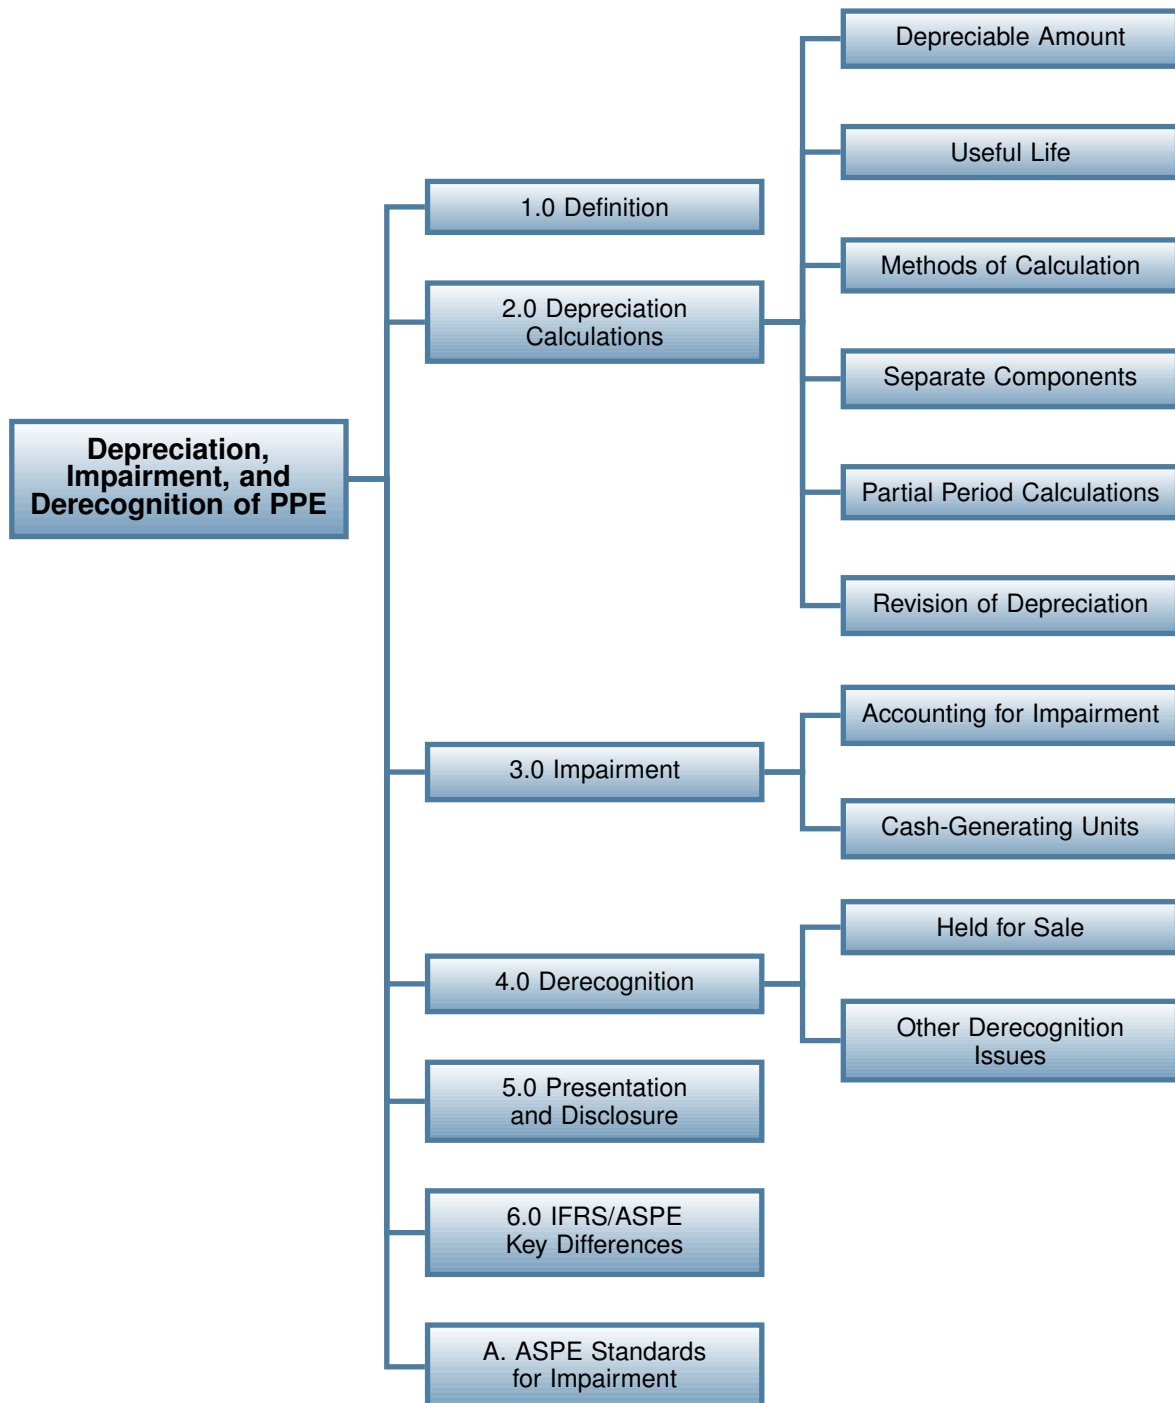 Depreciation,
Impairment, and
Derecognition of PPE
1.0 Definition
2.0 Depreciation
Calculations
Depreciable Amount
Useful Life
Methods of Calculation
Separate Components
Partial Period Calculations
Revision of Depreciation
3.0 Impairment
Accounting for Impairment
Cash-Generating Units
4.0 Derecognition
Held for Sale
Other Derecognition
Issues
5.0 Presentation
and Disclosure
6.0 IFRS/ASPE
Key Differences
A. ASPE Standards
for Impairment